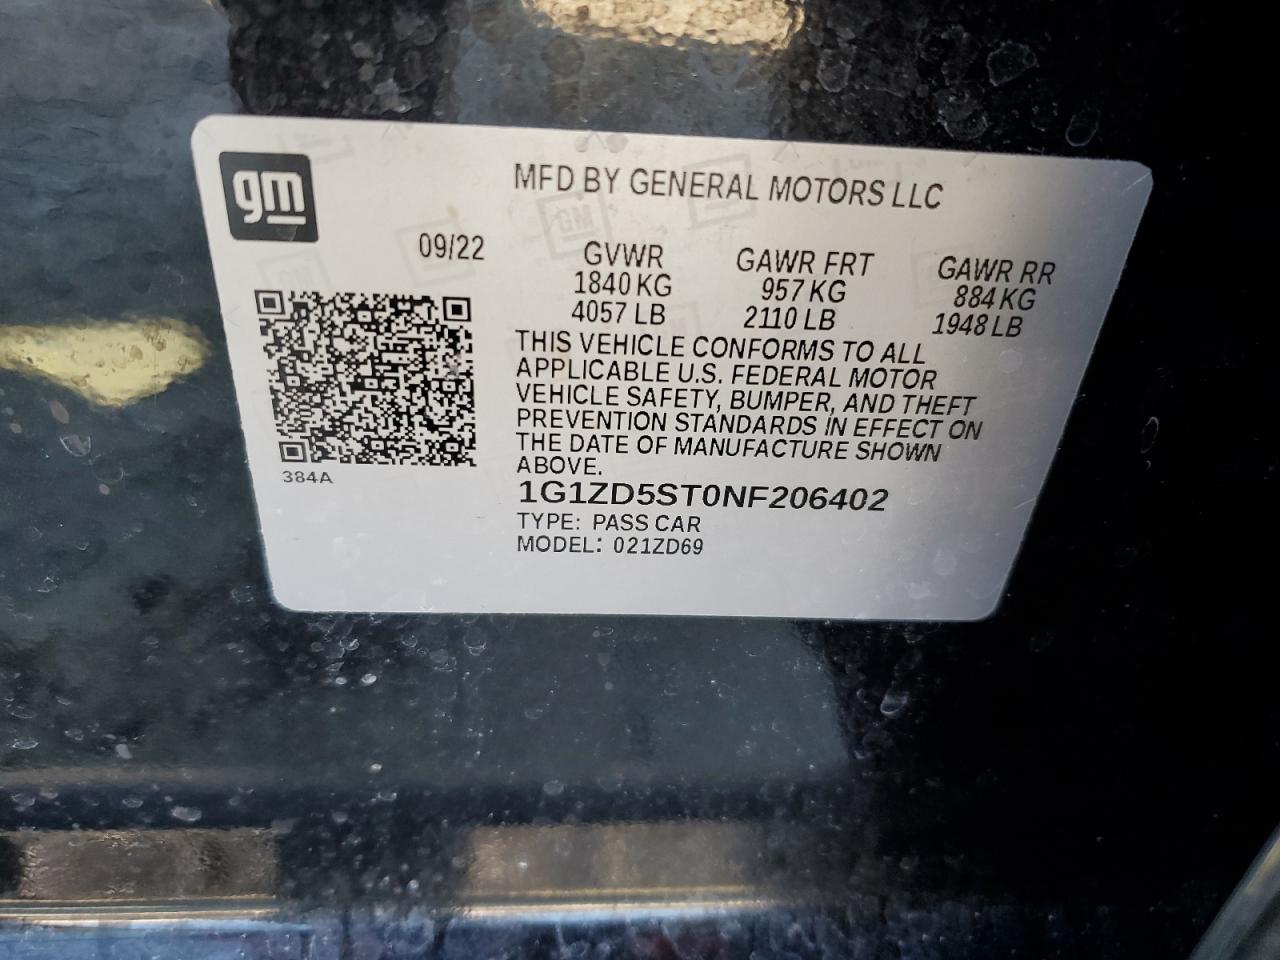 gm
MFD BY GENERAL MOTORS LLC
09/22
GVWR GAWR FRT GAWR RR
1840 KG 957 KG 884 KG
4057 LB 2110 LB 1948 LB
THIS VEHICLE CONFORMS TO ALL
APPLICABLE U.S. FEDERAL MOTOR
VEHICLE SAFETY, BUMPER, AND THEFT
PREVENTION STANDARDS IN EFFECT ON
THE DATE OF MANUFACTURE SHOWN
ABOVE.
384A
1G1ZD5ST0NF206402
TYPE: PASS CAR
MODEL: 021ZD69